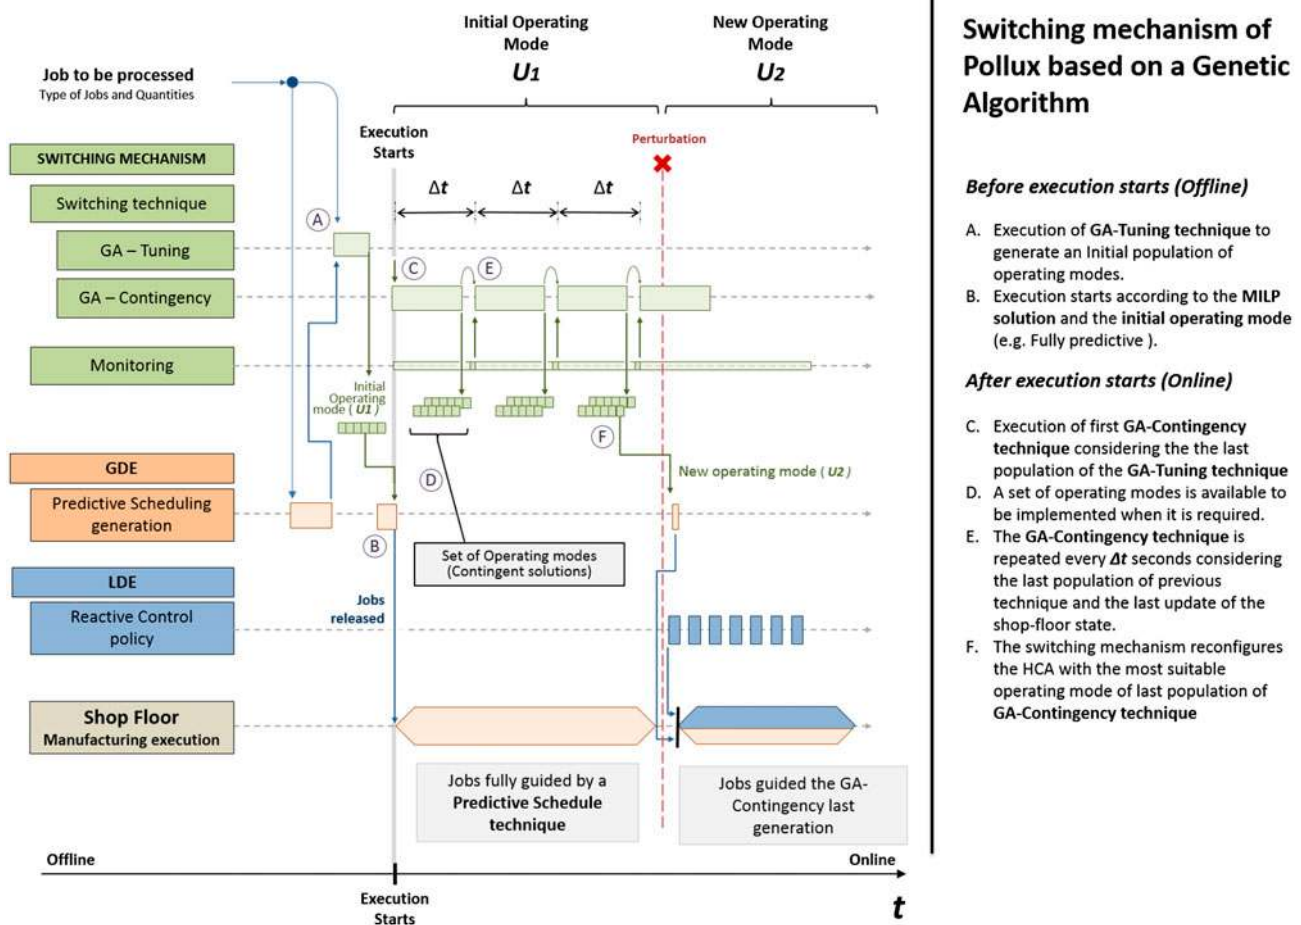 Initial Operating
Mode
U1
New Operating
Mode
U2
Job to be processed
Type of Jobs and Quantities
Execution
Starts
Perturbation
SWITCHING MECHANISM
Switching technique
GA – Tuning
GA – Contingency
Monitoring
Δt
Δt
Δt
A
C
E
Initial
Operating
mode ( U1 )
F
D
New operating mode ( U2 )
GDE
Predictive Scheduling
generation
B
Set of Operating modes
(Contingent solutions)
LDE
Reactive Control
policy
Jobs
released
Shop Floor
Manufacturing execution
Jobs fully guided by a
Predictive Schedule
technique
Jobs guided the GA-
Contingency last
generation
Offline
Online
Execution
Starts
t
Switching mechanism of
Pollux based on a Genetic
Algorithm
Before execution starts (Offline)
A. Execution of GA-Tuning technique to
generate an Initial population of
operating modes.
B. Execution starts according to the MILP
solution and the initial operating mode
(e.g. Fully predictive ).
After execution starts (Online)
C. Execution of first GA-Contingency
technique considering the the last
population of the GA-Tuning technique
D. A set of operating modes is available to
be implemented when it is required.
E. The GA-Contingency technique is
repeated every Δt seconds considering
the last population of previous
technique and the last update of the
shop-floor state.
F. The switching mechanism reconfigures
the HCA with the most suitable
operating mode of last population of
GA-Contingency technique